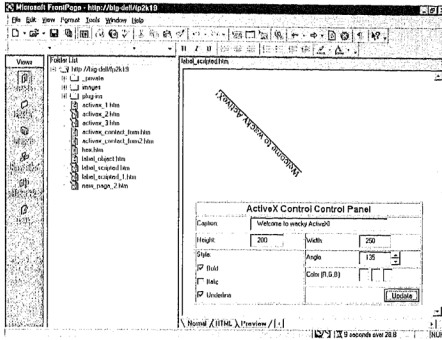 Microsoft FrontPage - http://big-dell/fp2k19
File Edit View Format Tools Window Help
Views
Folder List
label_scripted.htm
http://big-dell/fp2k19
_private
images
plugins
activex_1.htm
activex_2.htm
activex_3.htm
activex_contact_form.htm
activex_contact_form2.htm
hex.htm
label_object.htm
label_scripted.htm
label_scripted_1.htm
new_page_2.htm
Welcome to wacky ActiveX!
ActiveX Control Control Panel
Caption: Welcome to wacky ActiveX!
Height: 200 Width: 250
Style: Angle 135
Bold
Color (R,G,B)
Italic
Underline Update
Normal HTML Preview
9 seconds over 28.8 NUM